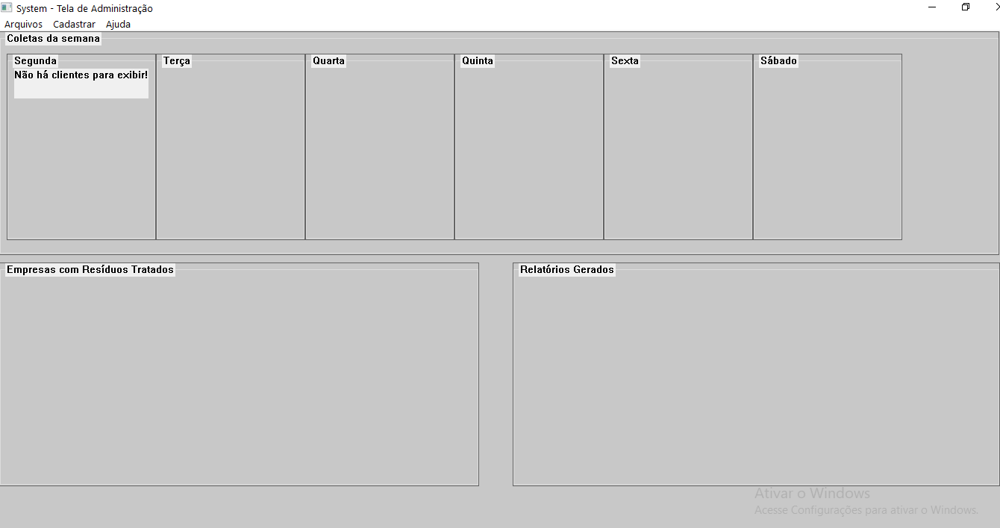 System - Tela de Administração
Arquivos Cadastrar Ajuda
Coletas da semana
Segunda Terça Quarta Quinta Sexta Sábado
Não há clientes para exibir!
Empresas com Resíduos Tratados Relatórios Gerados
Ativar o Windows
Acesse Configurações para ativar o Windows.